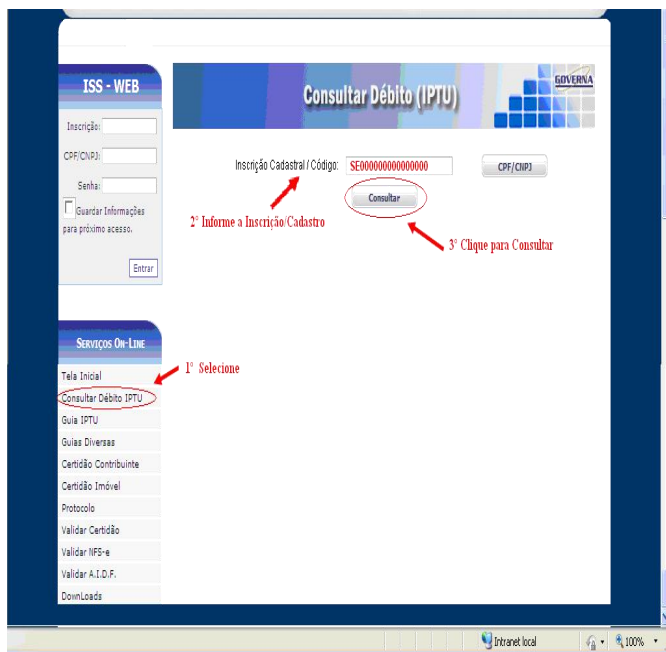 ISS - WEB
Inscrição:
CPF/CNPJ:
Senha:
Guardar Informações
para próximo acesso.
Entrar
Consultar Débito (IPTU)
GOVERNA
Inscrição Cadastral / Código:
SE000000000000000
CPF/CNPJ
Consultar
2° Informe a Inscrição/Cadastro
3° Clique para Consultar
Serviços On-Line
1° Selecione
Tela Inicial
Consultar Débito IPTU
Guia IPTU
Guias Diversas
Certidão Contribuinte
Certidão Imóvel
Protocolo
Validar Certidão
Validar NFS-e
Validar A.I.D.F.
DownLoads
Intranet local
100%